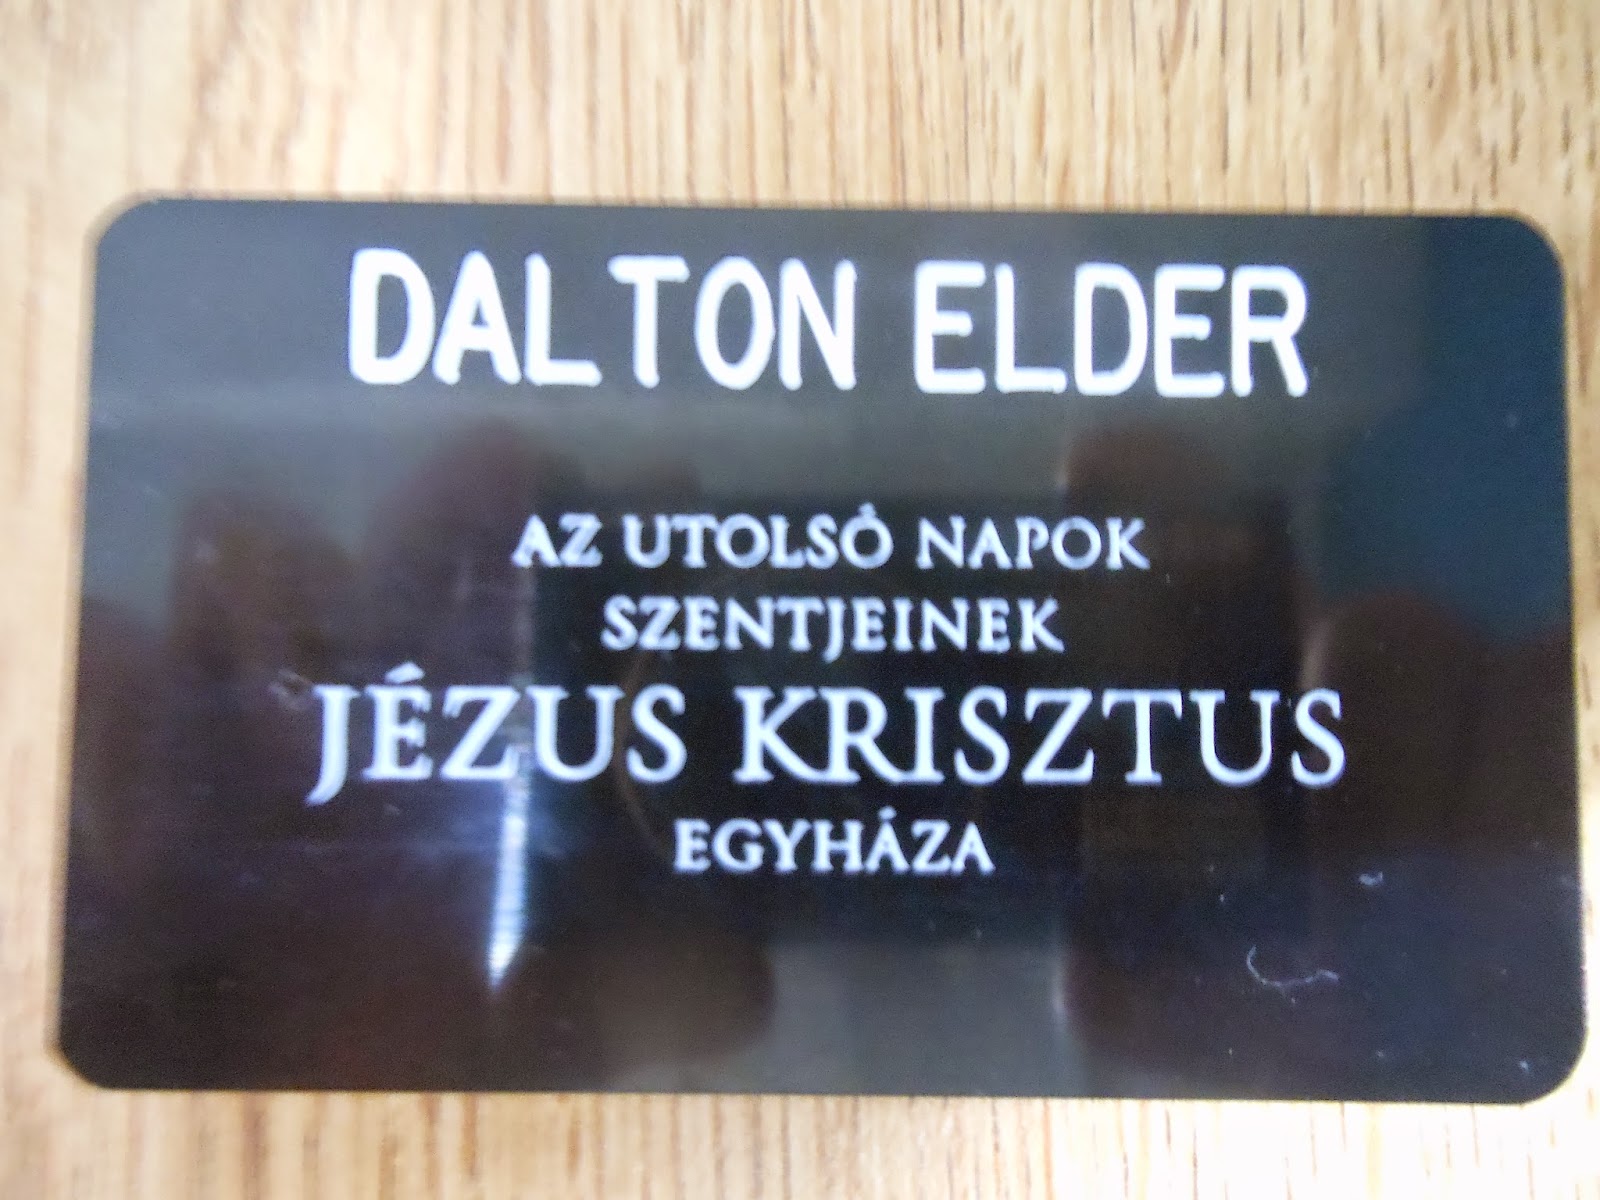 DALTON ELDER
AZ UTOLSÓ NAPOK
SZENTJEINEK
JÉZUS KRISZTUS
EGYHÁZA